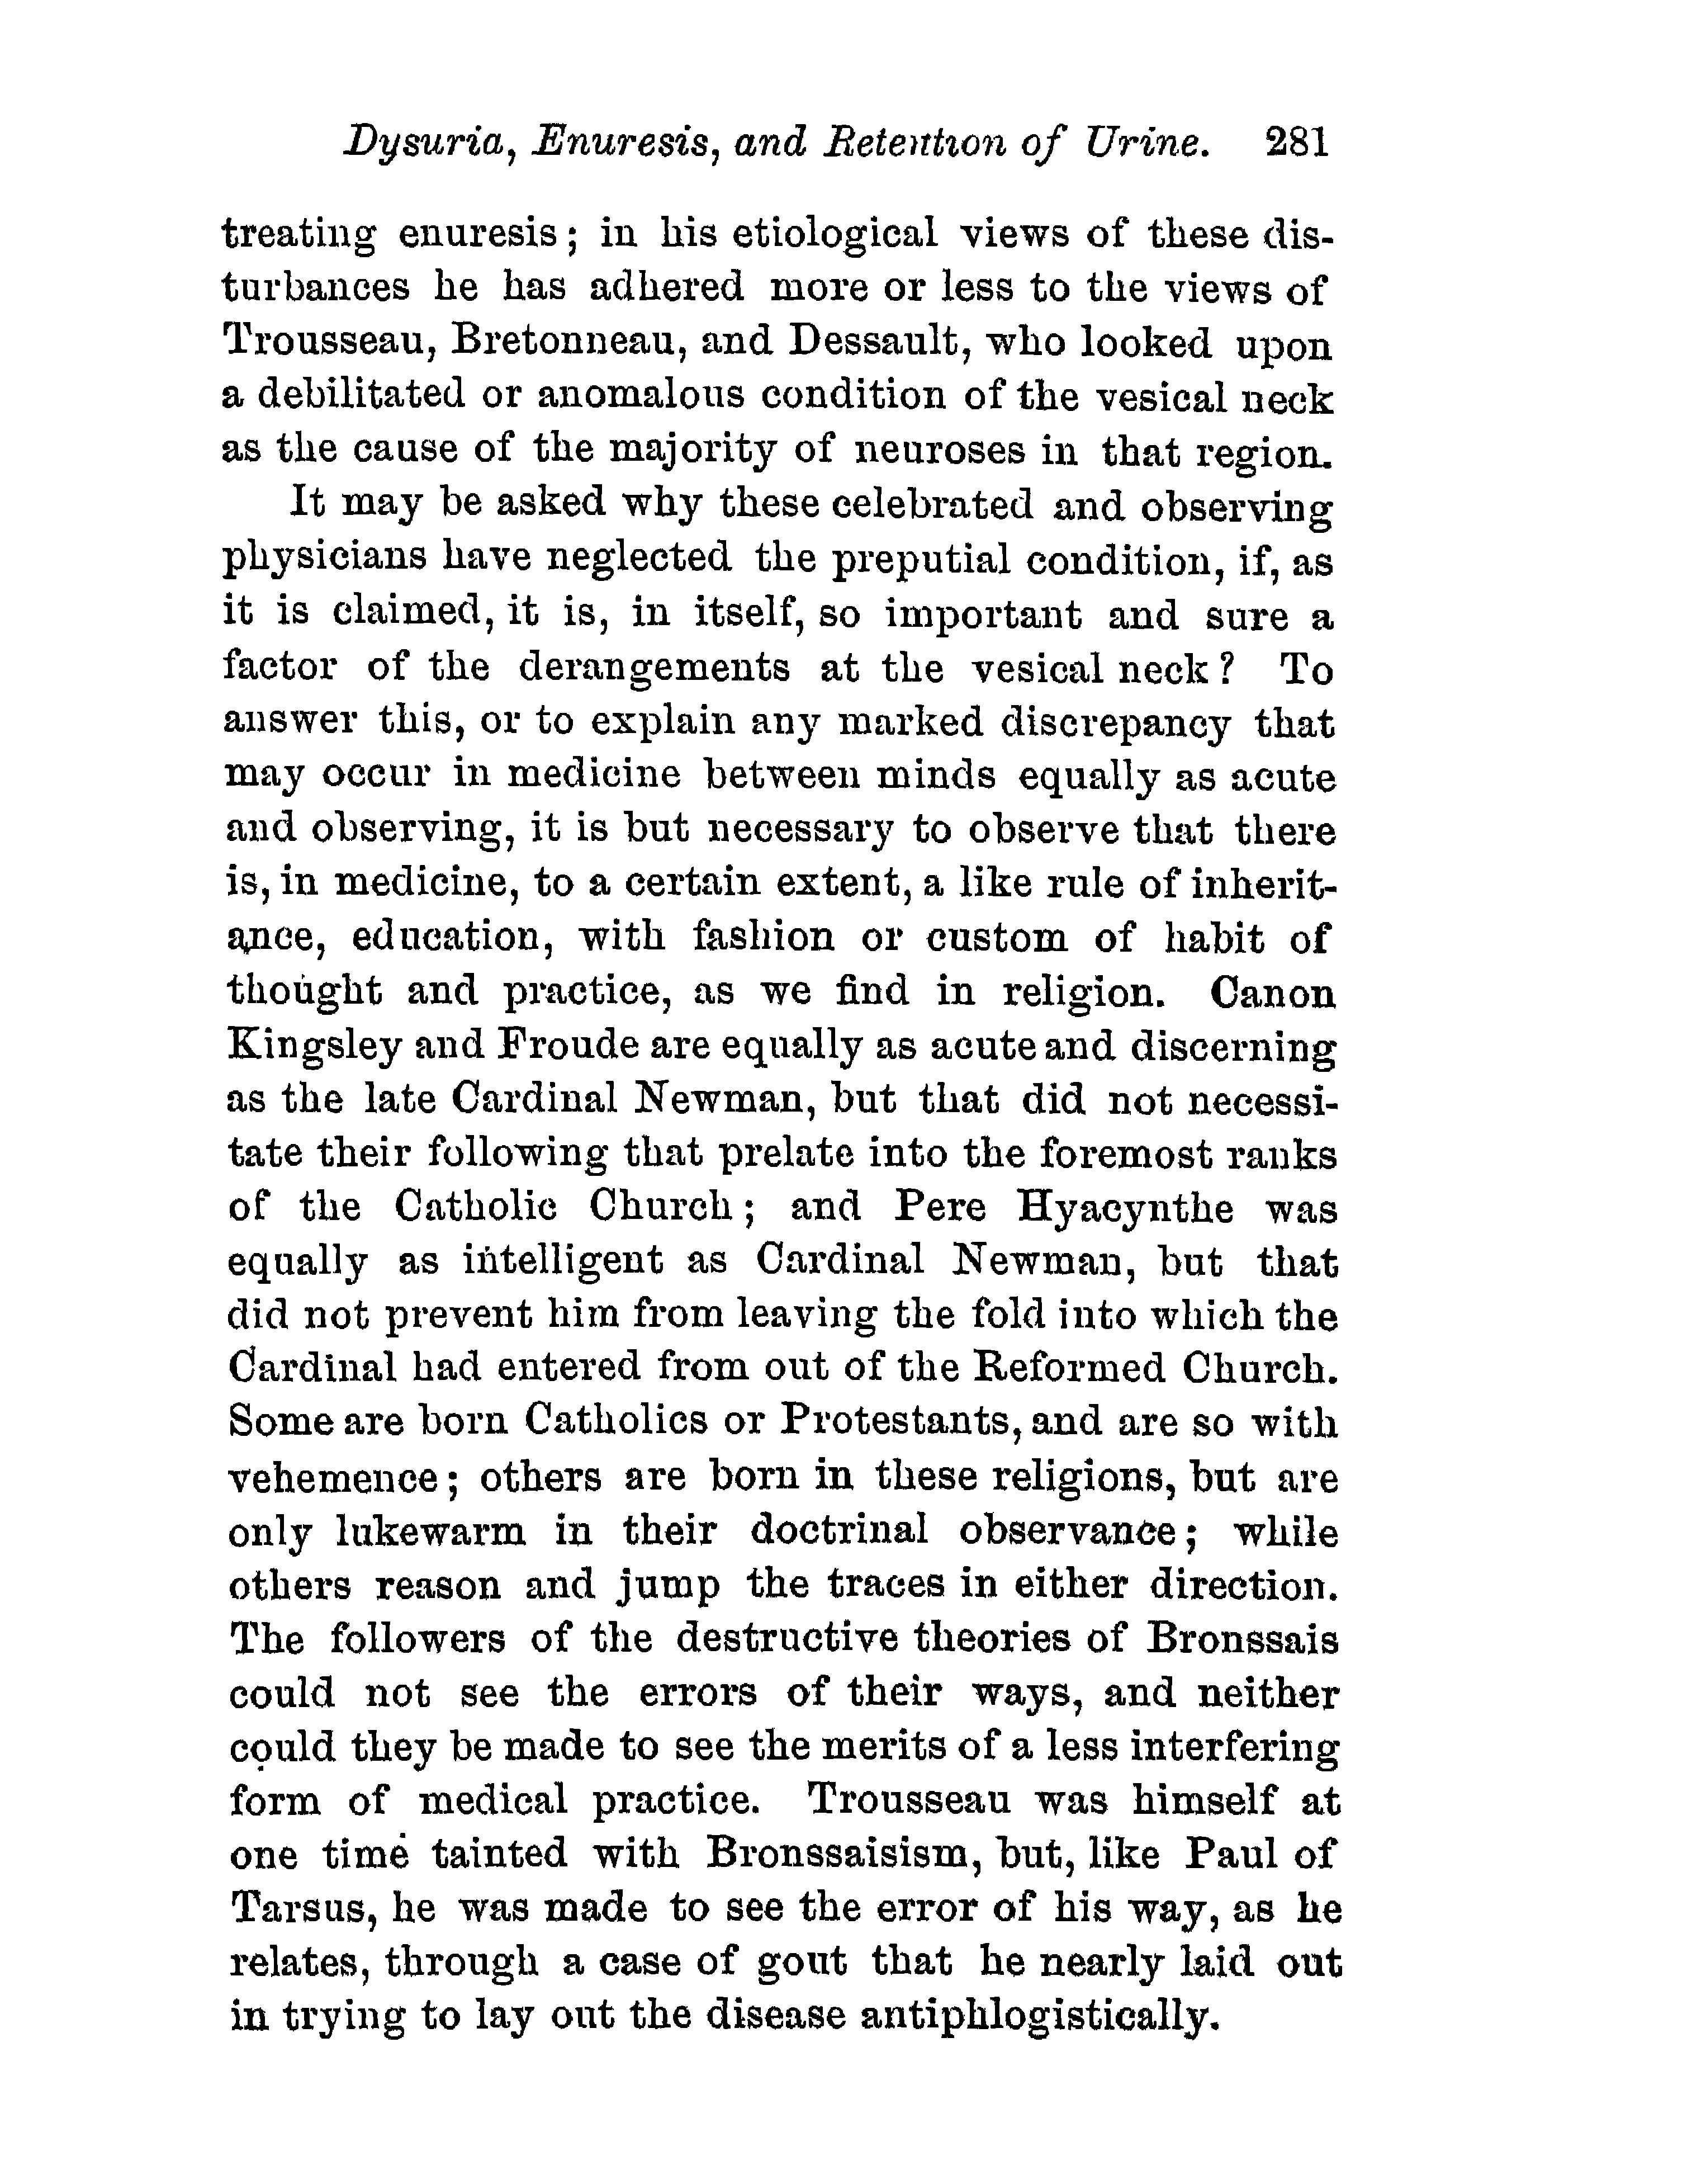 Dysuria, Enuresis, and Retention of Urine. 281
treating enuresis; in his etiological views of these dis-
turbances he has adhered more or less to the views of
Trousseau, Bretonneau, and Dessault, who looked upon
a debilitated or anomalous condition of the vesical neck
as the cause of the majority of neuroses in that region.
It may be asked why these celebrated and observing
physicians have neglected the preputial condition, if, as
it is claimed, it is, in itself, so important and sure a
factor of the derangements at the vesical neck? To
answer this, or to explain any marked discrepancy that
may occur in medicine between minds equally as acute
and observing, it is but necessary to observe that there
is, in medicine, to a certain extent, a like rule of inherit-
ance, education, with fashion or custom of habit of
thought and practice, as we find in religion. Canon
Kingsley and Froude are equally as acute and discerning
as the late Cardinal Newman, but that did not necessi-
tate their following that prelate into the foremost ranks
of the Catholic Church; and Pere Hyacynthe was
equally as intelligent as Cardinal Newman, but that
did not prevent him from leaving the fold into which the
Cardinal had entered from out of the Reformed Church.
Some are born Catholics or Protestants, and are so with
vehemence; others are born in these religions, but are
only lukewarm in their doctrinal observance; while
others reason and jump the traces in either direction.
The followers of the destructive theories of Bronssais
could not see the errors of their ways, and neither
could they be made to see the merits of a less interfering
form of medical practice. Trousseau was himself at
one time tainted with Bronssaisism, but, like Paul of
Tarsus, he was made to see the error of his way, as he
relates, through a case of gout that he nearly laid out
in trying to lay out the disease antiphlogistically.